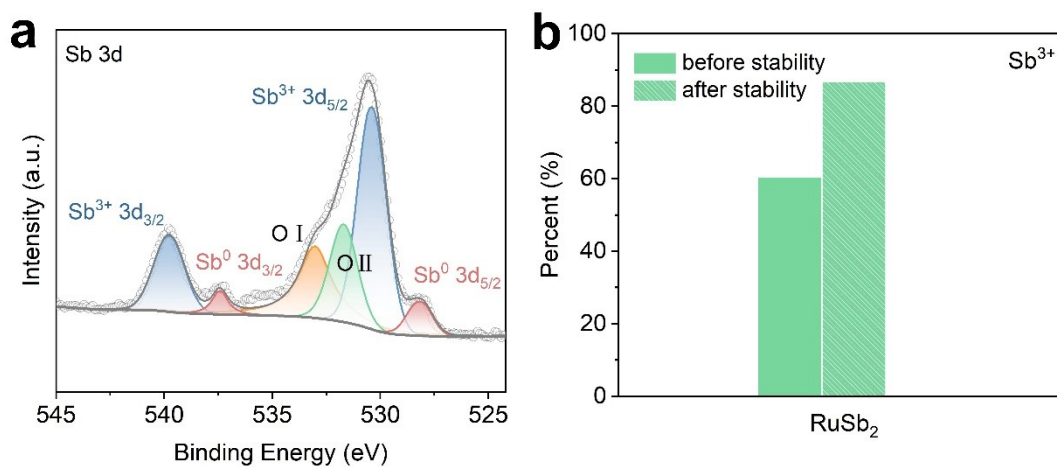 a
Sb 3d
Sb³⁺ 3d₅/₂
Sb³⁺ 3d₃/₂
O I
Sb⁰ 3d₃/₂
O II
Sb⁰ 3d₅/₂
Intensity (a.u.)
545 540 535 530 525
Binding Energy (eV)
b
100
Sb³⁺
before stability
after stability
80
60
40
20
0
Percent (%)
RuSb₂